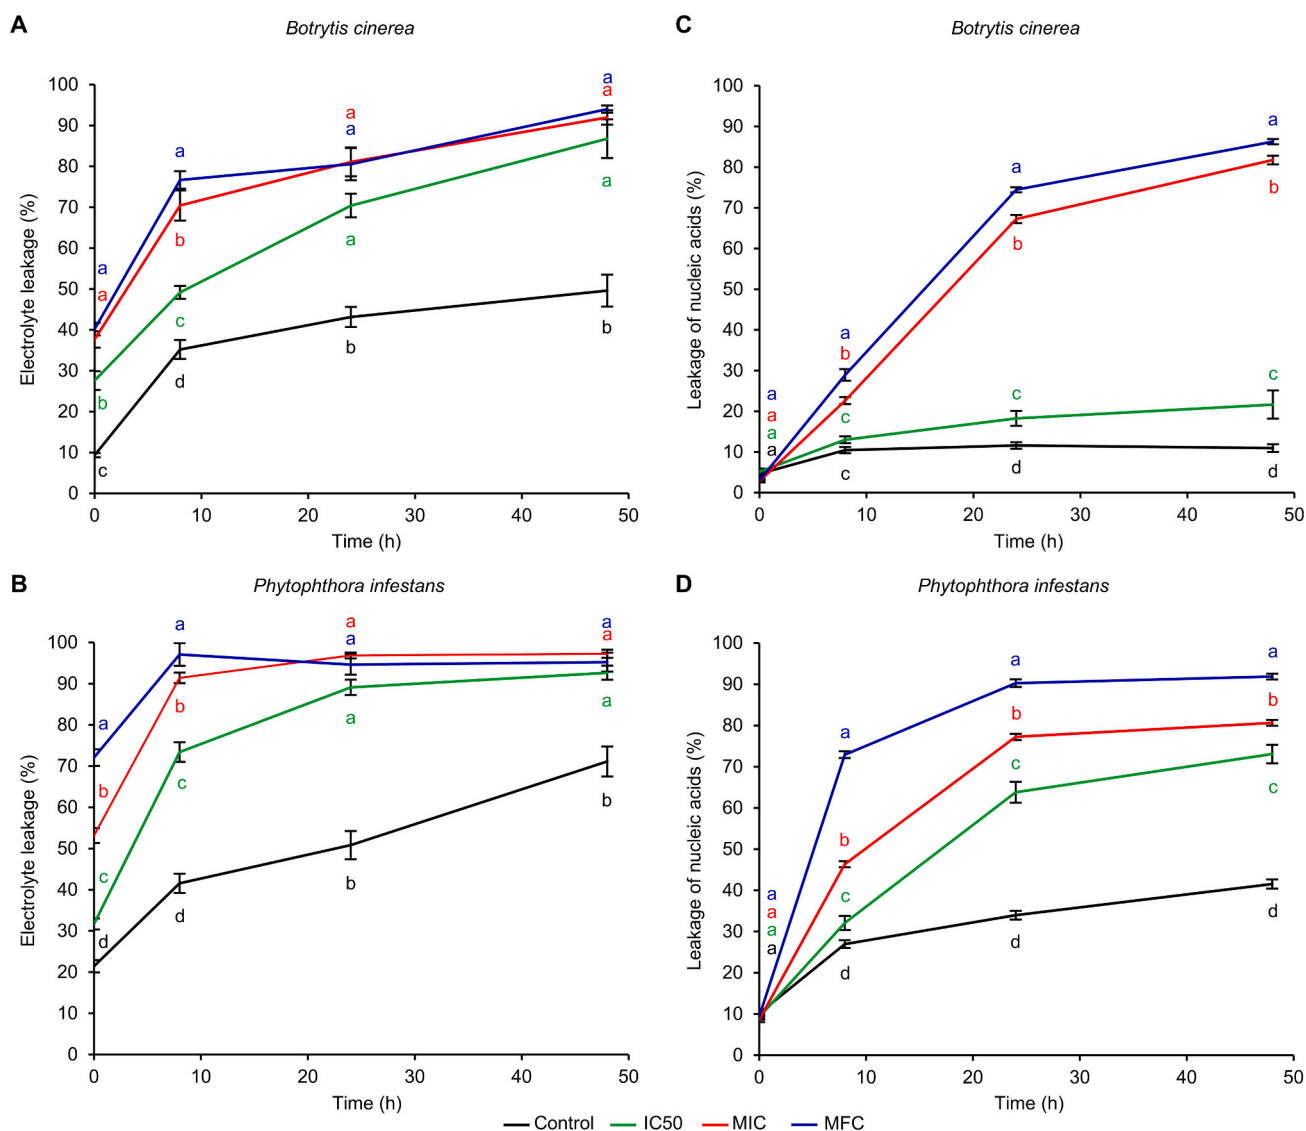 A
Botrytis cinerea
Electrolyte leakage (%)
100
90
80
70
60
50
40
30
20
10
0
a
a
b
c
a
b
c
d
a
a
a
b
a
a
a
b
0 10 20 30 40 50
Time (h)
C
Botrytis cinerea
Leakage of nucleic acids (%)
100
90
80
70
60
50
40
30
20
10
0
a
a
a
a
a
b
c
c
a
b
c
d
a
b
c
d
0 10 20 30 40 50
Time (h)
B
Phytophthora infestans
Electrolyte leakage (%)
100
90
80
70
60
50
40
30
20
10
0
a
b
c
d
a
b
c
d
a
a
a
b
a
a
a
b
0 10 20 30 40 50
Time (h)
D
Phytophthora infestans
Leakage of nucleic acids (%)
100
90
80
70
60
50
40
30
20
10
0
a
a
a
a
a
b
c
d
a
b
c
d
a
b
c
d
0 10 20 30 40 50
Time (h)
Control IC50 MIC MFC